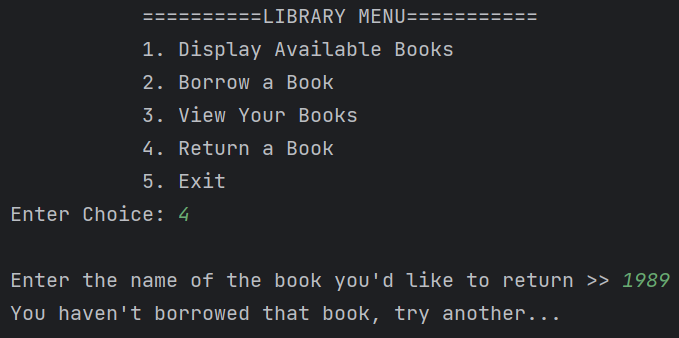 ==========LIBRARY MENU===========
1. Display Available Books
2. Borrow a Book
3. View Your Books
4. Return a Book
5. Exit
Enter Choice: 4
Enter the name of the book you'd like to return >> 1989
You haven't borrowed that book, try another...